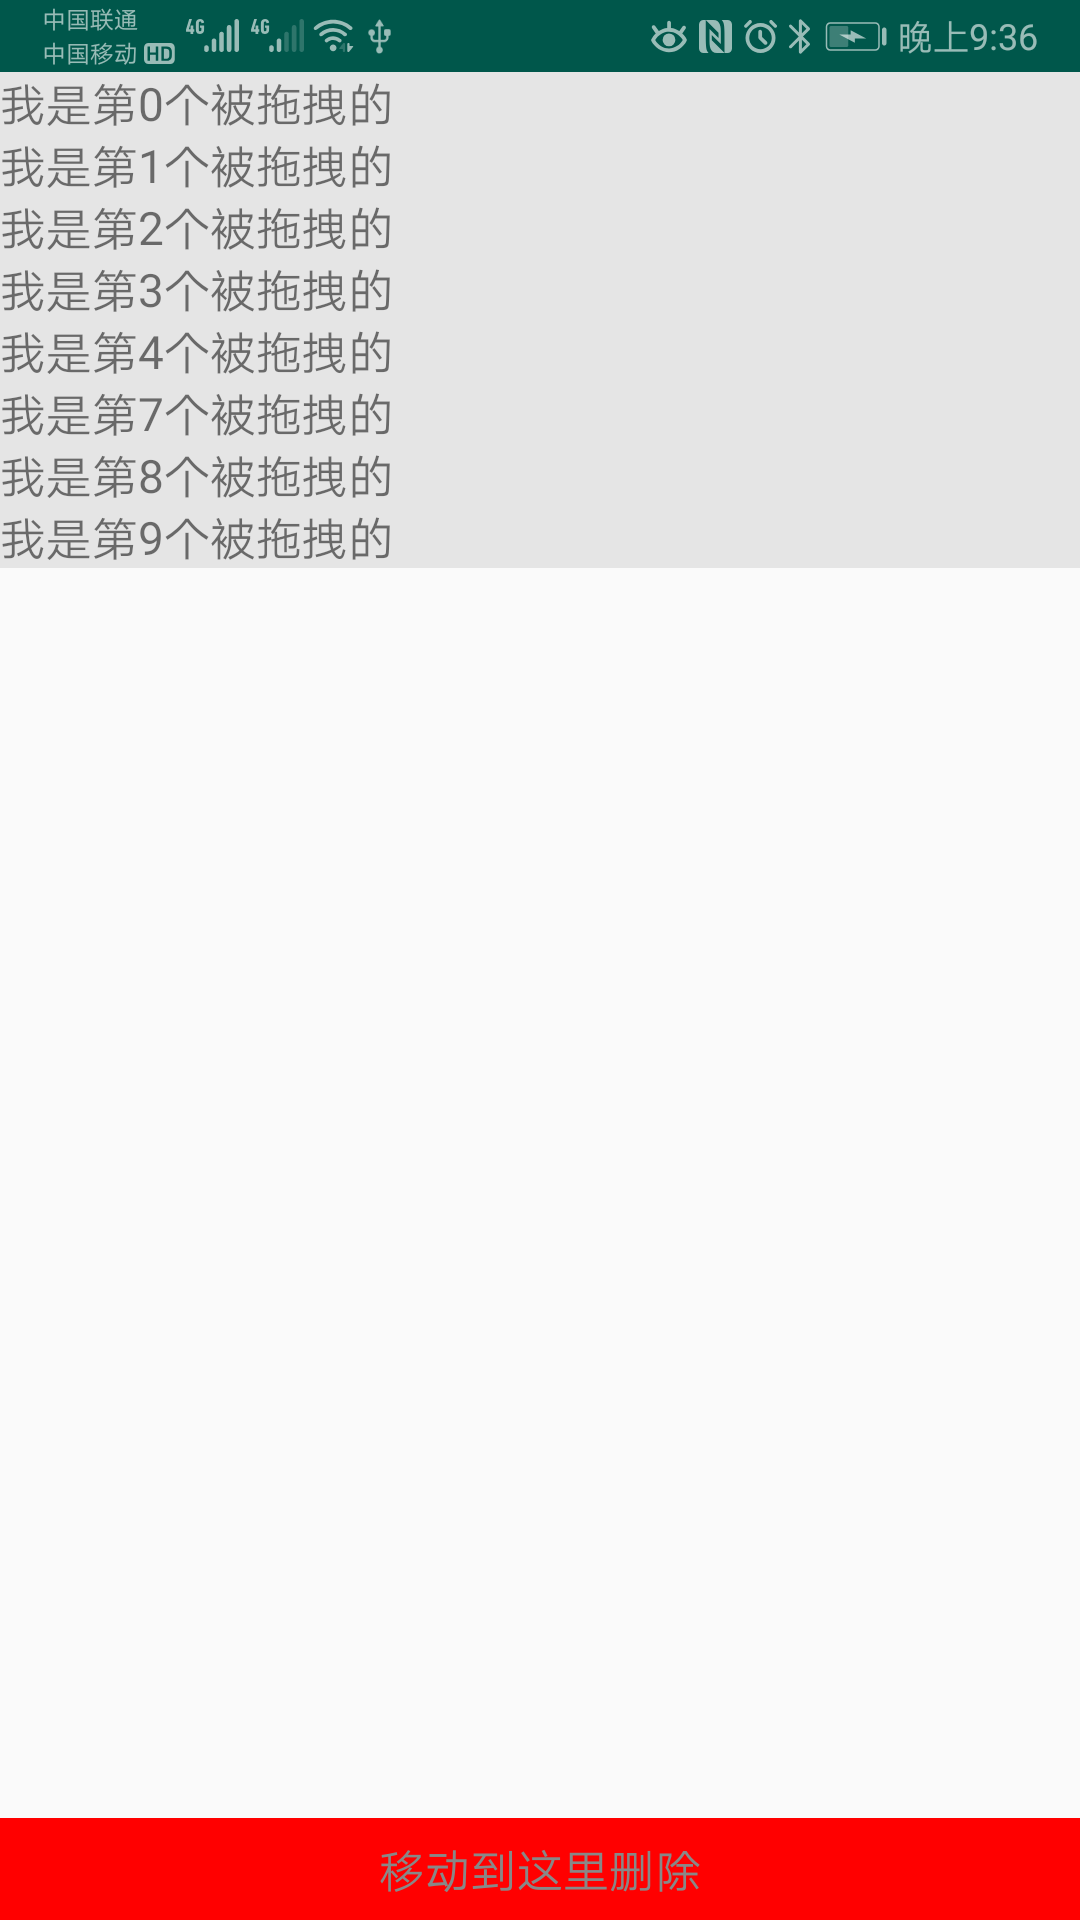 中国联通
中国移动 HD 4G 4G 晚上9:36
我是第0个被拖拽的
我是第1个被拖拽的
我是第2个被拖拽的
我是第3个被拖拽的
我是第4个被拖拽的
我是第7个被拖拽的
我是第8个被拖拽的
我是第9个被拖拽的
移动到这里删除